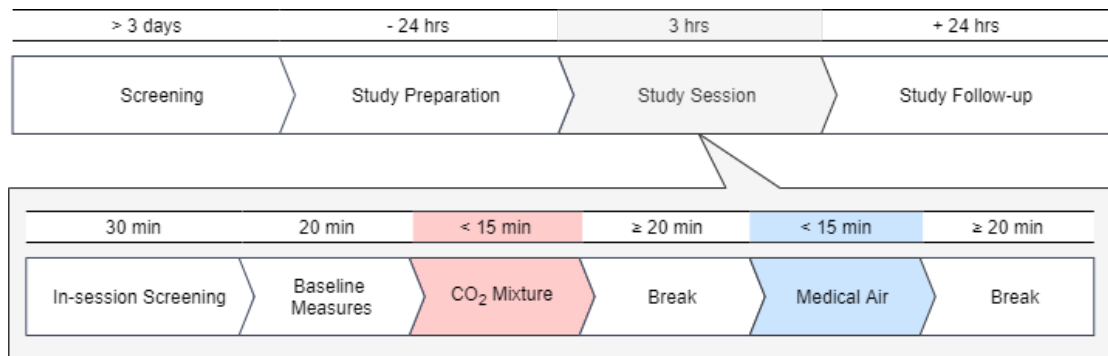 > 3 days - 24 hrs 3 hrs + 24 hrs
Screening Study Preparation Study Session Study Follow-up
30 min 20 min < 15 min ≥ 20 min < 15 min ≥ 20 min
In-session Screening Baseline Measures CO₂ Mixture Break Medical Air Break